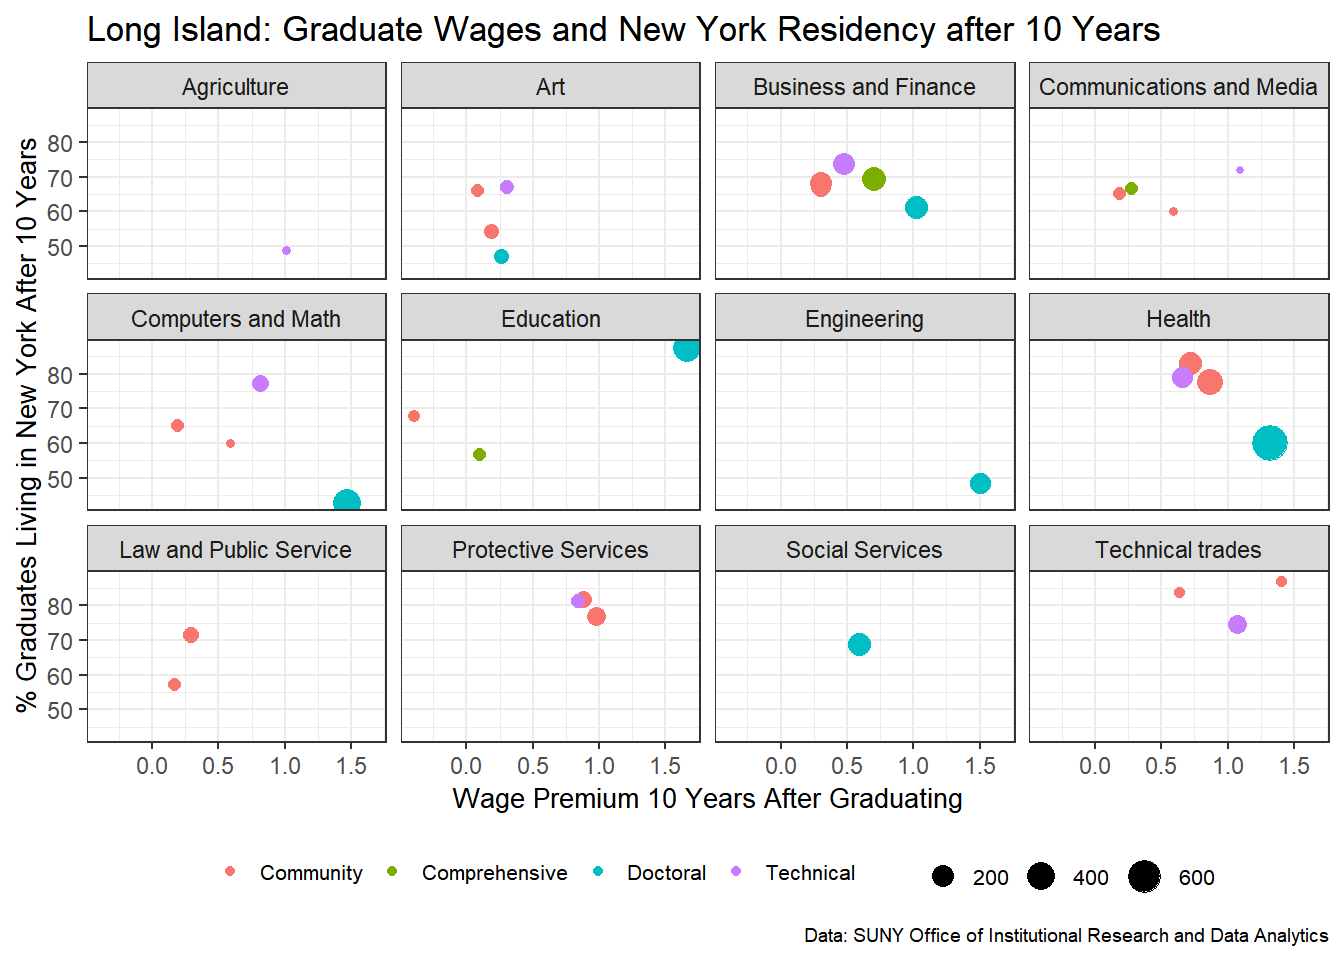 Long Island: Graduate Wages and New York Residency after 10 Years
Agriculture
Art
Business and Finance
Communications and Media
80
70
60
50
Computers and Math
Education
Engineering
Health
80
70
60
50
Law and Public Service
Protective Services
Social Services
Technical trades
80
70
60
50
% Graduates Living in New York After 10 Years
0.0 0.5 1.0 1.5
0.0 0.5 1.0 1.5
0.0 0.5 1.0 1.5
0.0 0.5 1.0 1.5
Wage Premium 10 Years After Graduating
Community Comprehensive Doctoral Technical
200 400 600
Data: SUNY Office of Institutional Research and Data Analytics